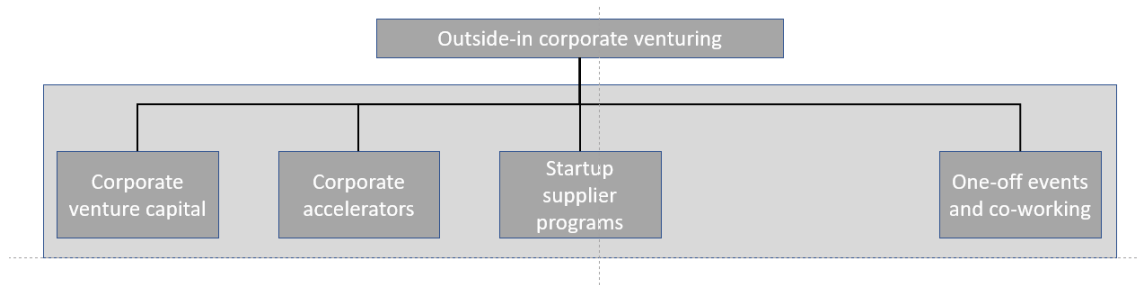 Outside-in corporate venturing
Corporate
venture capital
Corporate
accelerators
Startup
supplier
programs
One-off events
and co-working